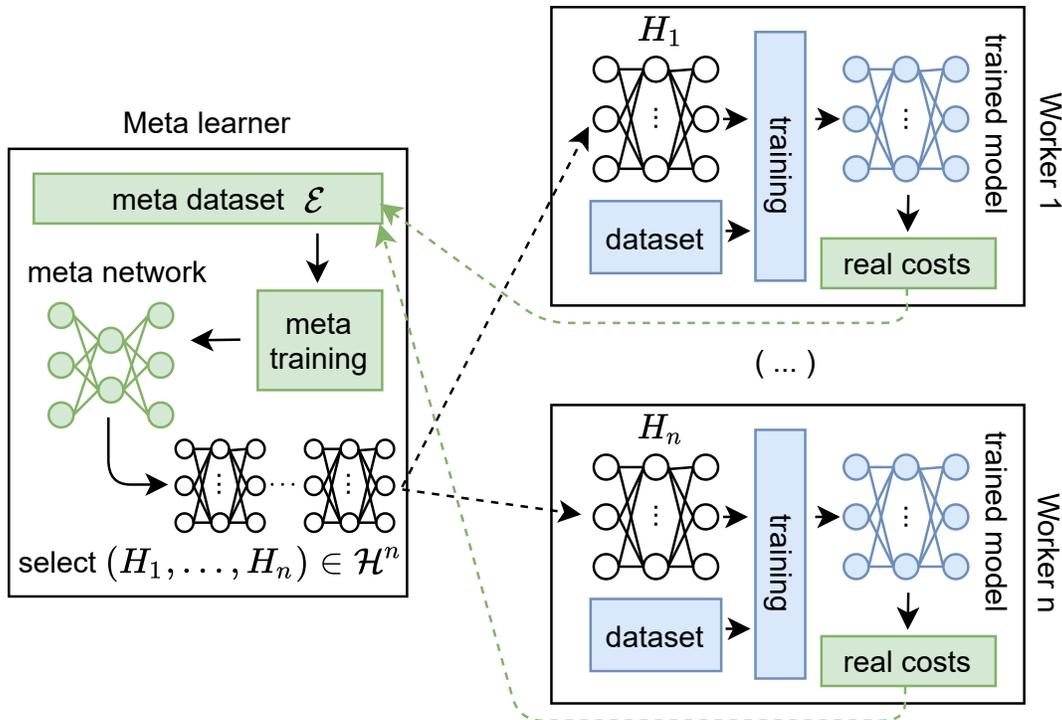 Meta learner
meta dataset ℰ
meta network
meta
training
select (H₁, ..., Hₙ) ∈ ℋⁿ
H₁
...
training
trained model
dataset
real costs
Worker 1
( ... )
Hₙ
training
trained model
dataset
real costs
Worker n